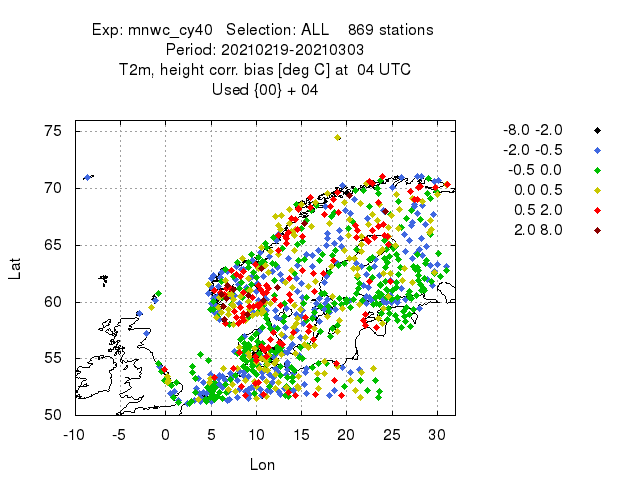 Exp: mnwc_cy40   Selection: ALL    869 stations
Period: 20210219-20210303
T2m, height corr. bias [deg C] at  04 UTC
Used {00} + 04
75
70
65
60
55
50
Lat
-10 -5 0 5 10 15 20 25 30
Lon
-8.0 -2.0
-2.0 -0.5
-0.5 0.0
0.0 0.5
0.5 2.0
2.0 8.0